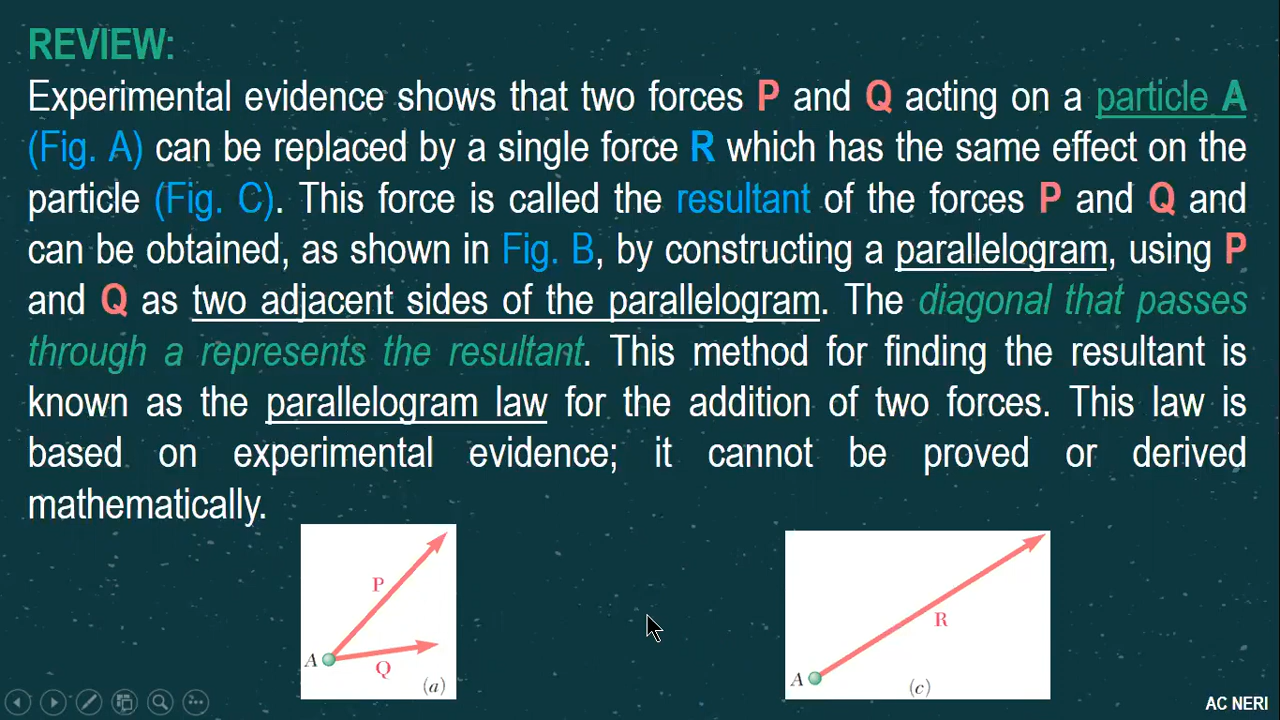 REVIEW:
Experimental evidence shows that two forces P and Q acting on a particle A
(Fig. A) can be replaced by a single force R which has the same effect on the
particle (Fig. C). This force is called the resultant of the forces P and Q and
can be obtained, as shown in Fig. B, by constructing a parallelogram, using P
and Q as two adjacent sides of the parallelogram. The diagonal that passes
through a represents the resultant. This method for finding the resultant is
known as the parallelogram law for the addition of two forces. This law is
based on experimental evidence; it cannot be proved or derived
mathematically.
P
A
Q
(a)
R
A
(c)
AC NERI